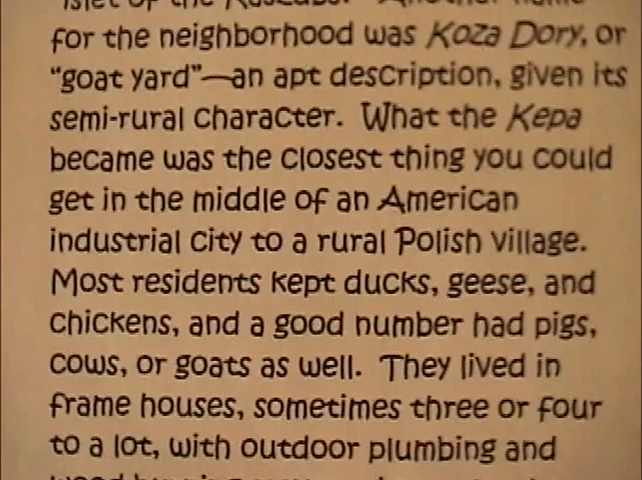 for the neighborhood was Koza Dory, or
“goat yard”—an apt description, given its
semi-rural character.  What the Kepa
became was the closest thing you could
get in the middle of an American
industrial city to a rural Polish village.
Most residents kept ducks, geese, and
chickens, and a good number had pigs,
cows, or goats as well.  They lived in
frame houses, sometimes three or four
to a lot, with outdoor plumbing and